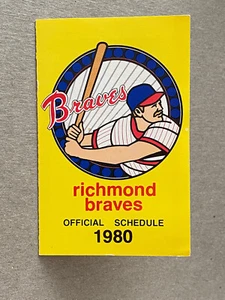 Braves
richmond
braves
OFFICIAL SCHEDULE
1980